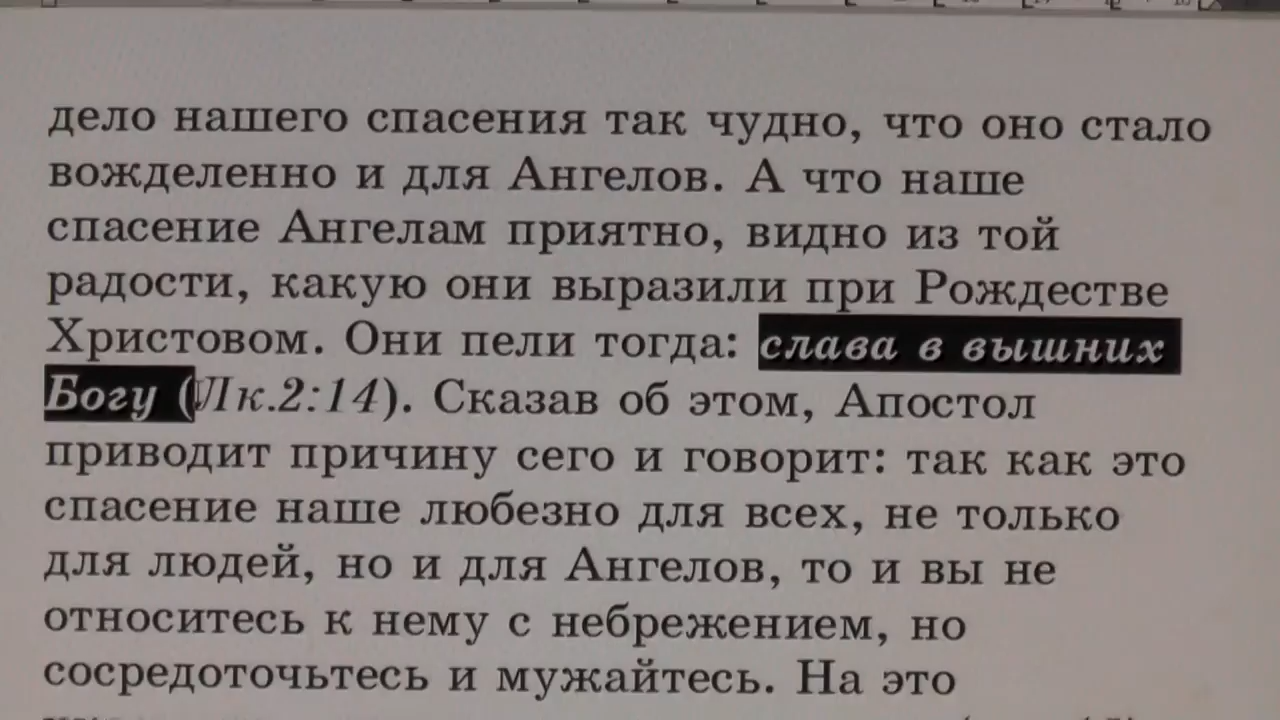 дело нашего спасения так чудно, что оно стало
вожделенно и для Ангелов. А что наше
спасение Ангелам приятно, видно из той
радости, какую они выразили при Рождестве
Христовом. Они пели тогда: слава в вышних
Богу (Лк.2:14). Сказав об этом, Апостол
приводит причину сего и говорит: так как это
спасение наше любезно для всех, не только
для людей, но и для Ангелов, то и вы не
относитесь к нему с небрежением, но
сосредоточьтесь и мужайтесь. На это